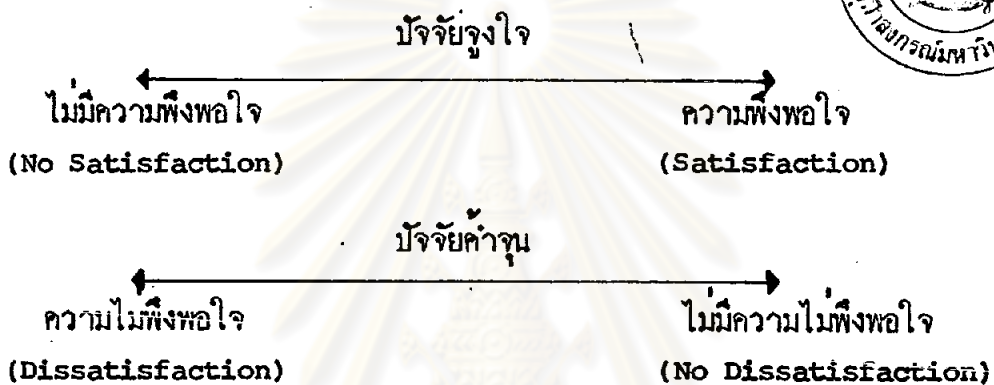 ปัจจัยจูงใจ
ไม่มีความพึงพอใจ ความพึงพอใจ
(No Satisfaction) (Satisfaction)
ปัจจัยค้ำจุน
ความไม่พึงพอใจ ไม่มีความไม่พึงพอใจ
(Dissatisfaction) (No Dissatisfaction)